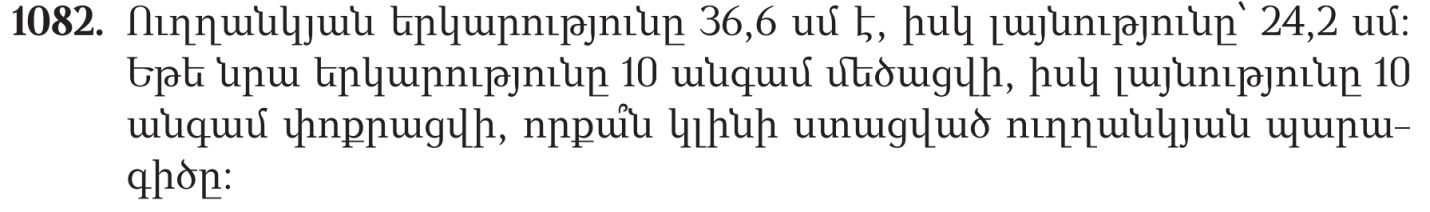 1082. Ուղղանկյան երկարությունը 36,6 սմ է, իսկ լայնությունը՝ 24,2 սմ:
Եթե նրա երկարությունը 10 անգամ մեծացվի, իսկ լայնությունը 10
անգամ փոքրացվի, որքա՞ն կլինի ստացված ուղղանկյան պարա-
գիծը: